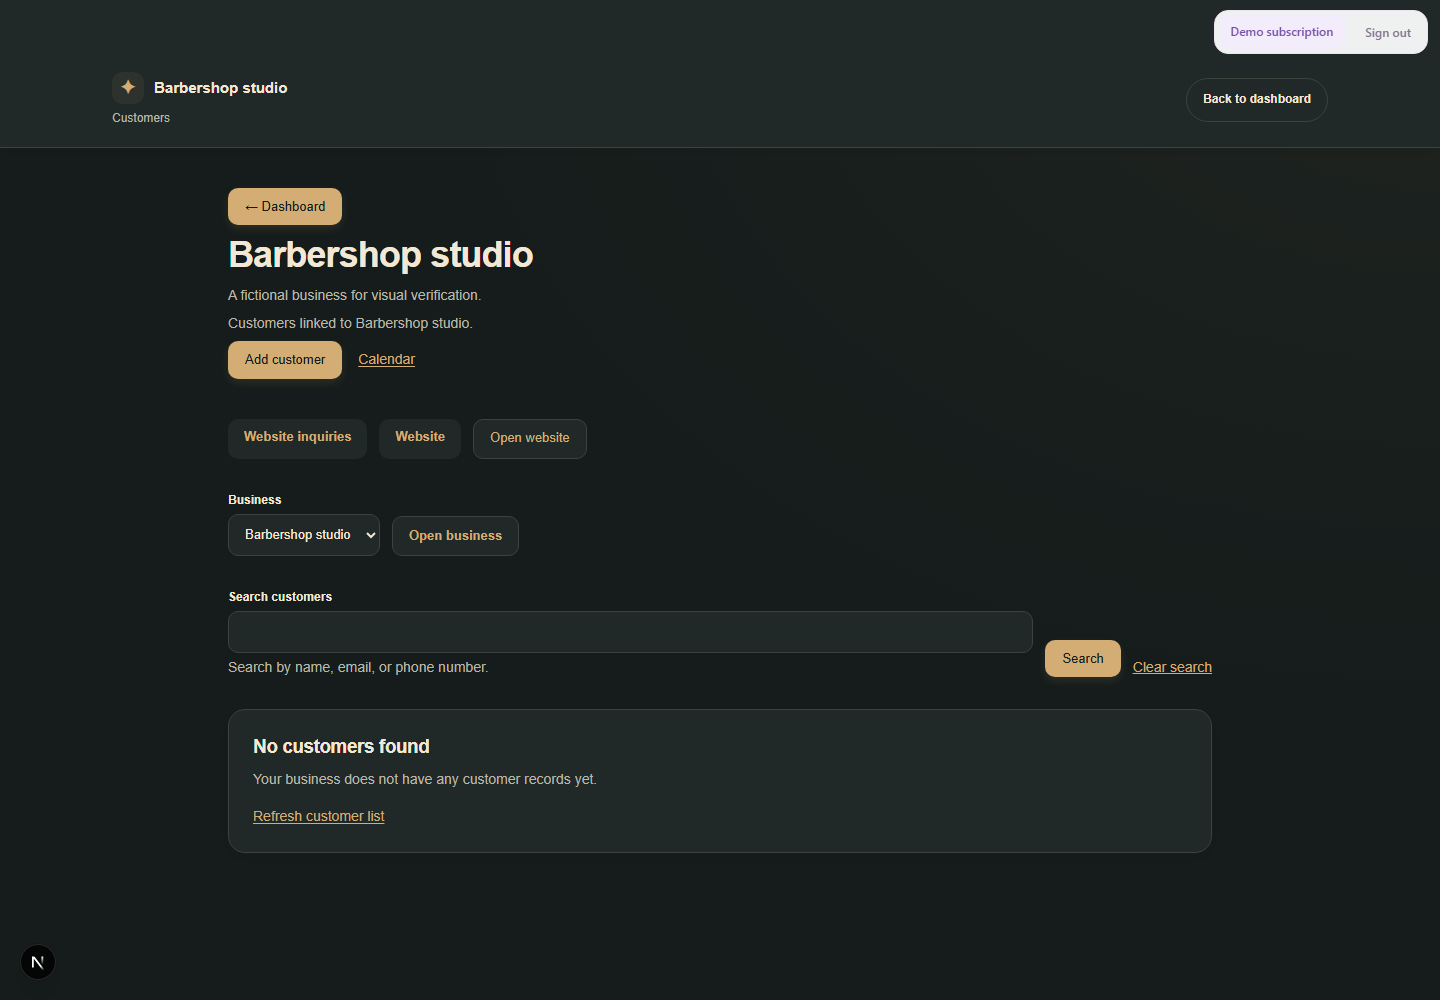 Demo subscription Sign out
Barbershop studio
Customers
Back to dashboard
← Dashboard
Barbershop studio
A fictional business for visual verification.
Customers linked to Barbershop studio.
Add customer Calendar
Website inquiries Website Open website
Business
Barbershop studio Open business
Search customers
Search by name, email, or phone number.
Search Clear search
No customers found
Your business does not have any customer records yet.
Refresh customer list
N